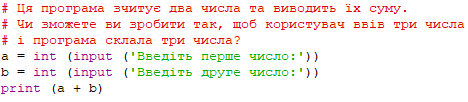 # Ця програма зчитує два числа та виводить їх суму.
# Чи зможете ви зробити так, щоб користувач ввів три числа
# і програма склала три числа?
a = int (input ('Введіть перше число:'))
b = int (input ('Введіть друге число:'))
print (a + b)